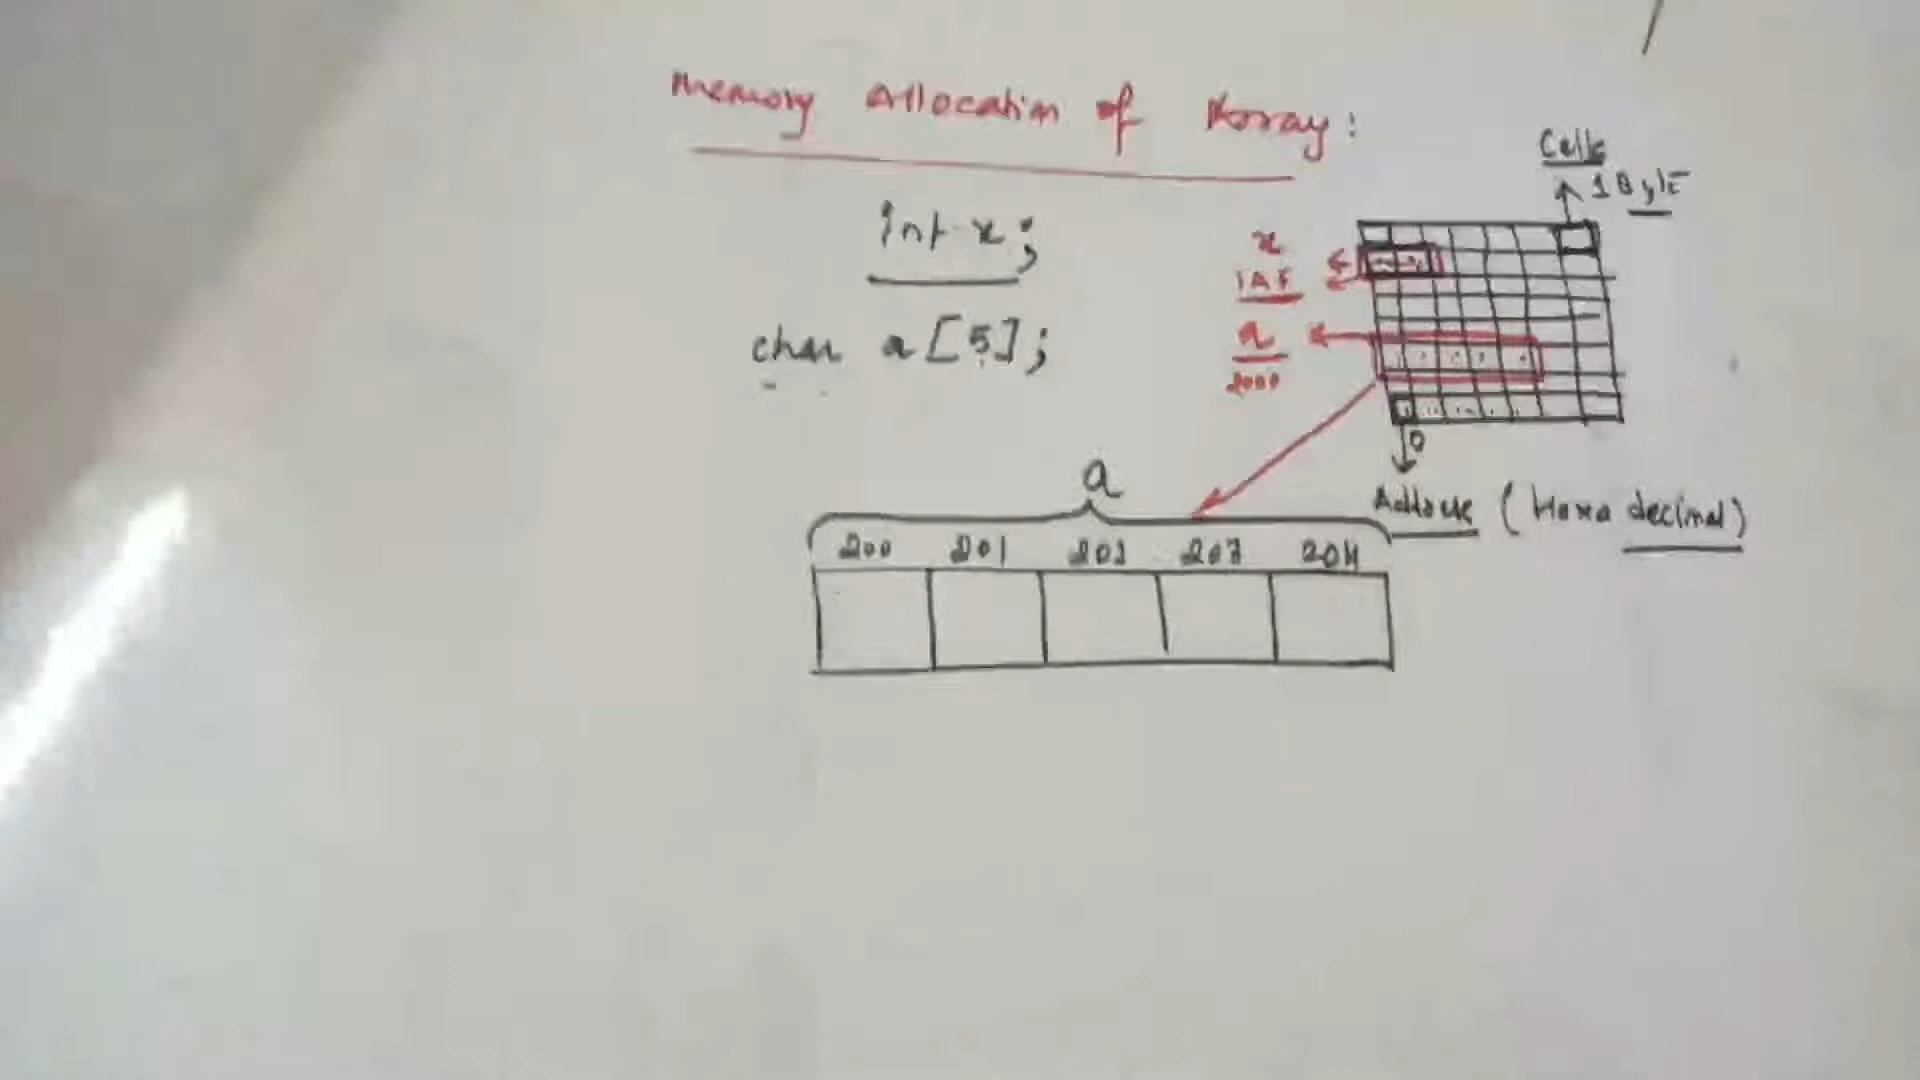 Memory Allocation of Array:
Cells
1 Byte
int x;
x
1AF
char a[5];
a
2000
0
Address (Hexa decimal)
a
200 201 202 203 204